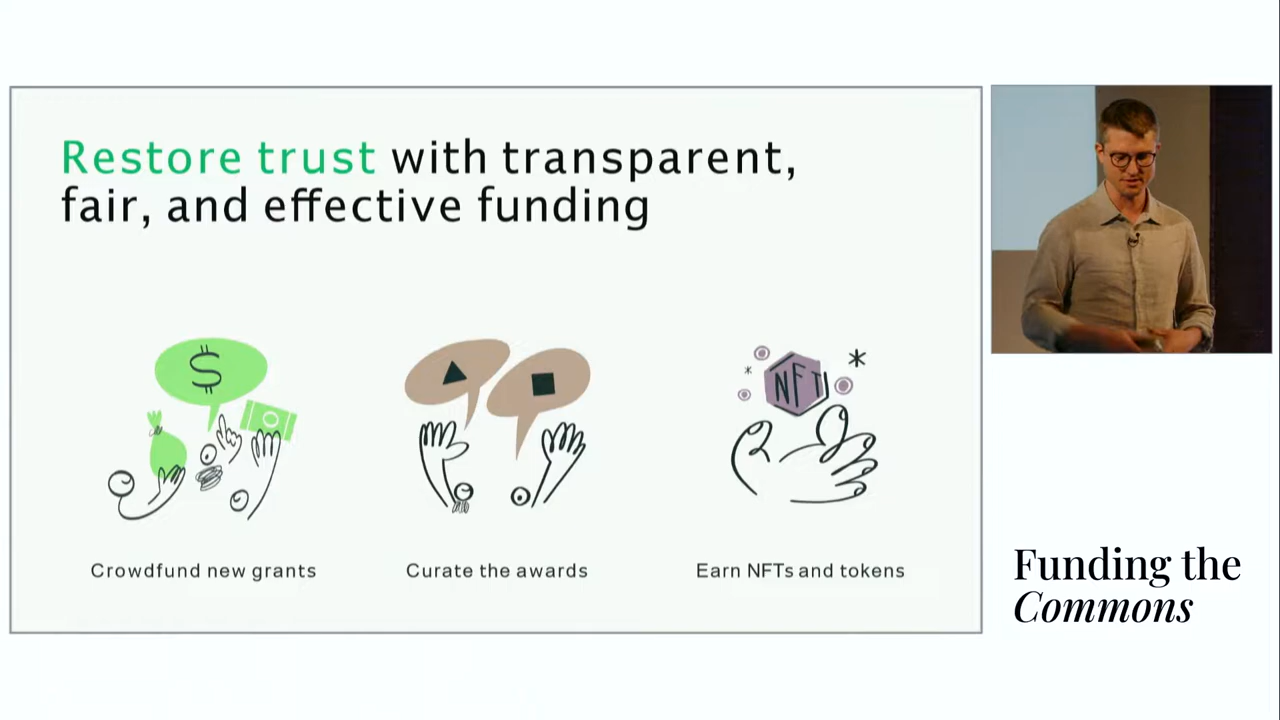 Restore trust with transparent,
fair, and effective funding
$
NFT
Crowdfund new grants
Curate the awards
Earn NFTs and tokens
Funding the
Commons